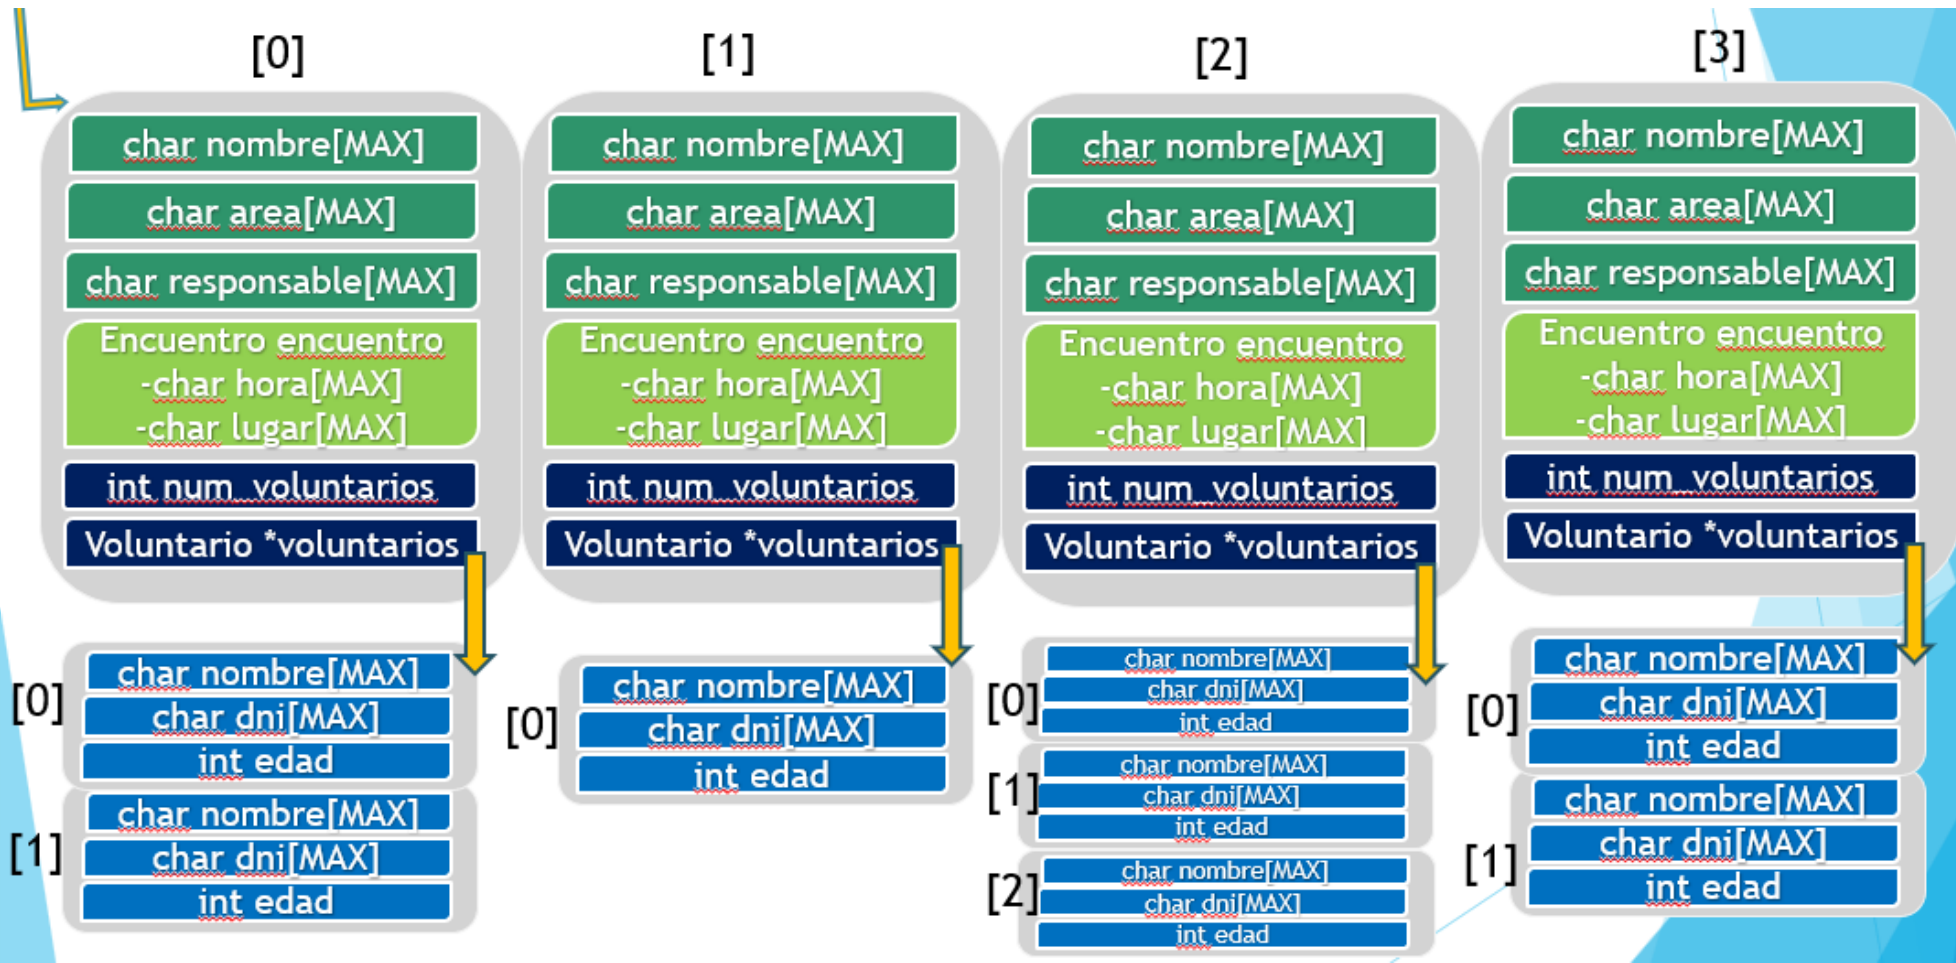 [0]
char nombre[MAX]
char area[MAX]
char responsable[MAX]
Encuentro encuentro
-char hora[MAX]
-char lugar[MAX]
int num_voluntarios
Voluntario *voluntarios
[0]
char nombre[MAX]
char dni[MAX]
int edad
[1]
char nombre[MAX]
char dni[MAX]
int edad
[1]
char nombre[MAX]
char area[MAX]
char responsable[MAX]
Encuentro encuentro
-char hora[MAX]
-char lugar[MAX]
int num_voluntarios
Voluntario *voluntarios
[0]
char nombre[MAX]
char dni[MAX]
int edad
[2]
char nombre[MAX]
char area[MAX]
char responsable[MAX]
Encuentro encuentro
-char hora[MAX]
-char lugar[MAX]
int num_voluntarios
Voluntario *voluntarios
[0]
char nombre[MAX]
char dni[MAX]
int edad
[1]
char nombre[MAX]
char dni[MAX]
int edad
[2]
char nombre[MAX]
char dni[MAX]
int edad
[3]
char nombre[MAX]
char area[MAX]
char responsable[MAX]
Encuentro encuentro
-char hora[MAX]
-char lugar[MAX]
int num_voluntarios
Voluntario *voluntarios
[0]
char nombre[MAX]
char dni[MAX]
int edad
[1]
char nombre[MAX]
char dni[MAX]
int edad